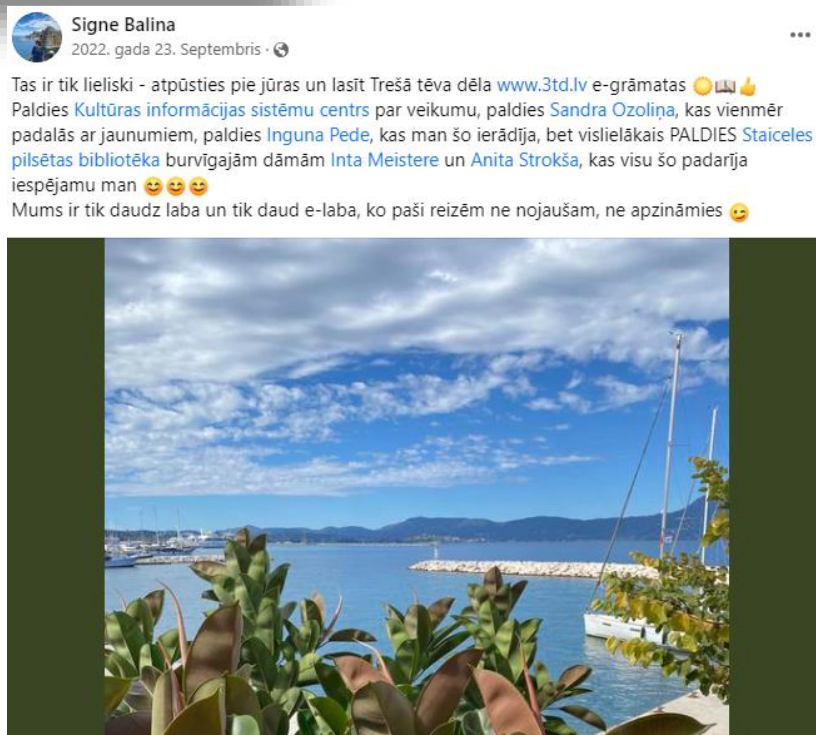 Signe Balina
2022. gada 23. Septembris ·
Tas ir tik lieliski - atpūsties pie jūras un lasīt Trešā tēva dēla www.3td.lv e-grāmatas 🌞📖👍
Paldies Kultūras informācijas sistēmu centrs par veikumu, paldies Sandra Ozoliņa, kas vienmēr
padalās ar jaunumiem, paldies Inguna Pede, kas man šo ierādīja, bet vislielākais PALDIES Staiceles
pilsētas bibliotēka burvīgajām dāmām Inta Meistere un Anita Strokša, kas visu šo padarīja
iespējamu man 😊😊😊
Mums ir tik daudz laba un tik daud e-laba, ko paši reizēm ne nojaušam, ne apzināmies 😉